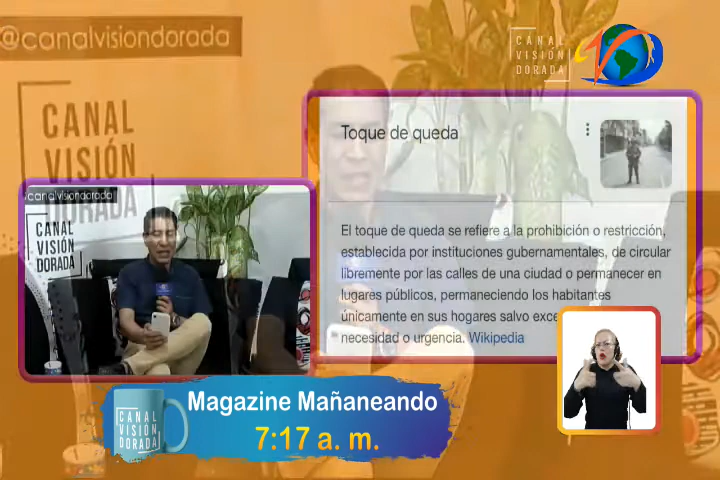 @canalvisiondorada
CANAL
VISIÓN
DORADA
CANAL
VISIÓN
DORADA
Toque de queda
El toque de queda se refiere a la prohibición o restricción,
establecida por instituciones gubernamentales, de circular
libremente por las calles de una ciudad o permanecer en
lugares públicos, permaneciendo los habitantes
únicamente en sus hogares salvo exce
necesidad o urgencia. Wikipedia
canalvisiondorada
CANAL
VISIÓN
DORADA
CANAL
VISIÓN
DORADA
Magazine Mañaneando
7:17 a. m.